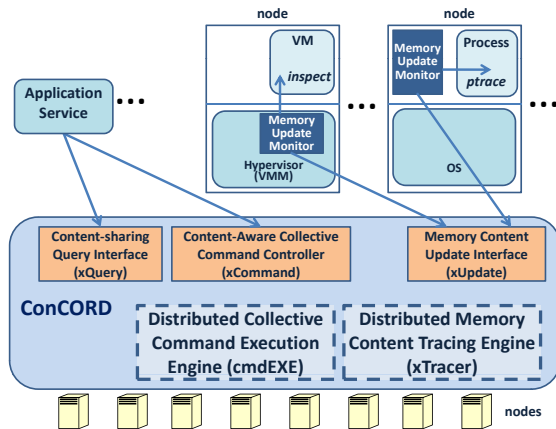 node
node
VM
inspect
Memory
Update
Monitor
Process
ptrace
Application
Service
...
...
...
Memory
Update Monitor
Hypervisor
(VMM)
OS
Content-sharing
Query Interface
(xQuery)
Content-Aware Collective
Command Controller
(xCommand)
Memory Content
Update Interface
(xUpdate)
ConCORD
Distributed Collective
Command Execution
Engine (cmdEXE)
Distributed Memory
Content Tracing Engine
(xTracer)
nodes